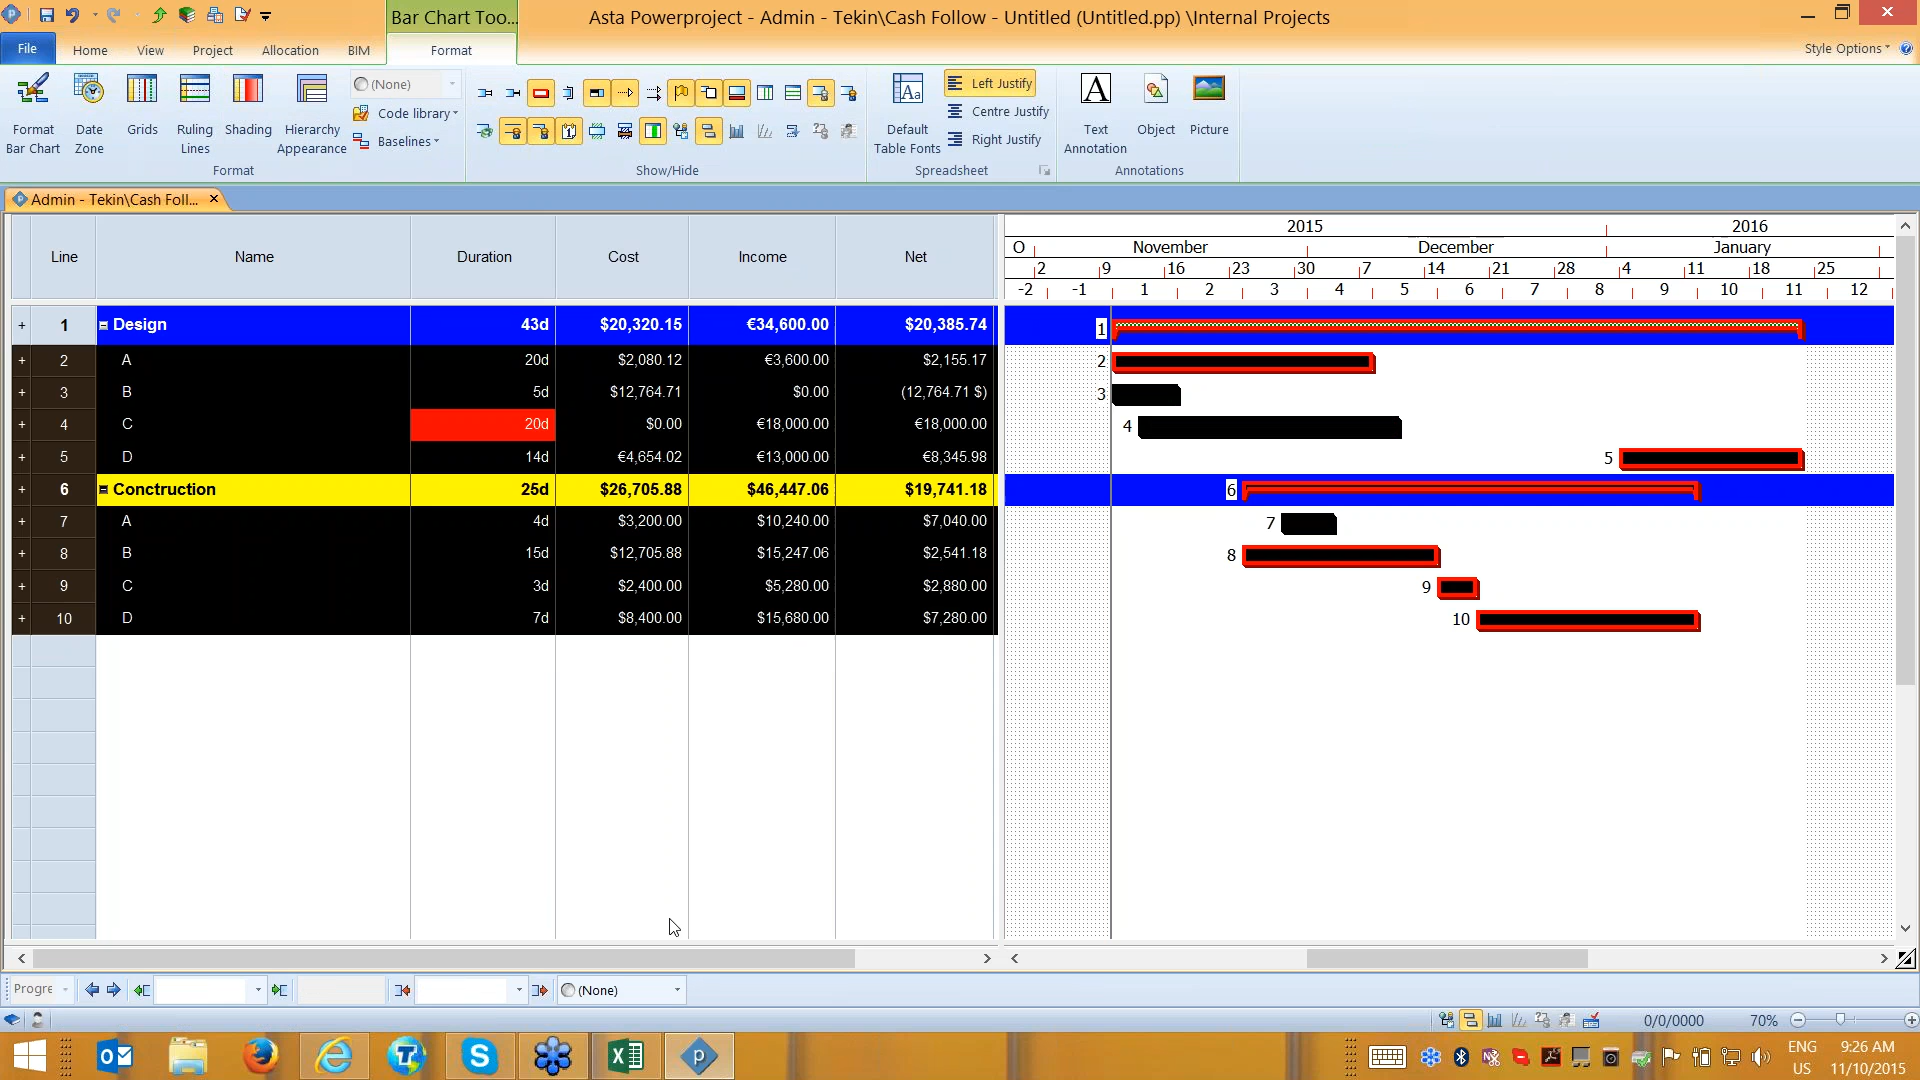 Bar Chart Too...
Asta Powerproject - Admin - Tekin\Cash Follow - Untitled (Untitled.pp) \Internal Projects
File Home View Project Allocation BIM Format Style Options
Format Bar Chart
Date Zone
Grids
Ruling Lines
Shading
Hierarchy Appearance
(None)
Code library
Baselines
Format
Show/Hide
Default Table Fonts
Left Justify
Centre Justify
Right Justify
Spreadsheet
Text Annotation
Object
Picture
Annotations
Admin - Tekin\Cash Foll...
Line Name Duration Cost Income Net
1 Design 43d $20,320.15 €34,600.00 $20,385.74
2 A 20d $2,080.12 €3,600.00 $2,155.17
3 B 5d $12,764.71 $0.00 (12,764.71 $)
4 C 20d $0.00 €18,000.00 €18,000.00
5 D 14d €4,654.02 €13,000.00 €8,345.98
6 Conctruction 25d $26,705.88 $46,447.06 $19,741.18
7 A 4d $3,200.00 $10,240.00 $7,040.00
8 B 15d $12,705.88 $15,247.06 $2,541.18
9 C 3d $2,400.00 $5,280.00 $2,880.00
10 D 7d $8,400.00 $15,680.00 $7,280.00
2015 2016
O November December January
2 9 16 23 30 7 14 21 28 4 11 18 25
-2 -1 1 2 3 4 5 6 7 8 9 10 11 12
1
2
3
4
5
6
7
8
9
10
Progre
(None)
0/0/0000 70%
ENG US
9:26 AM
11/10/2015